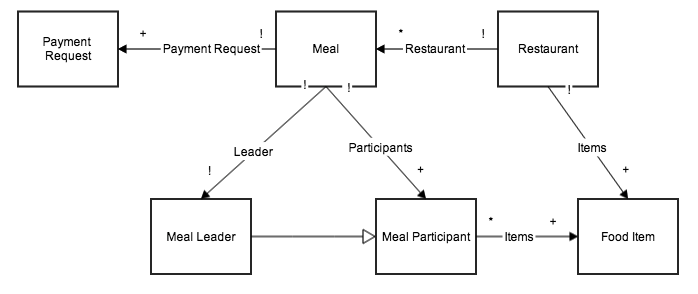 + ! * !
Payment
Request
Payment Request
Meal
Restaurant
Restaurant
! ! !
Leader
Participants
Items
! + +
Meal Leader
Meal Participant
* +
Items
Food Item